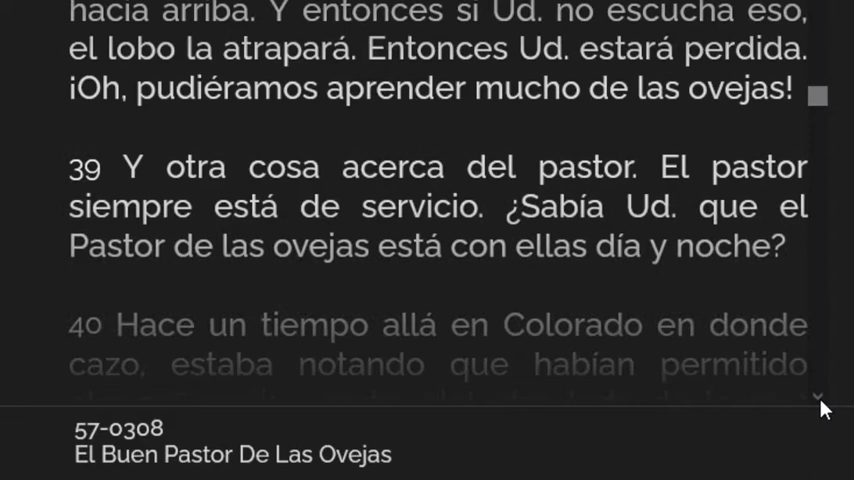 hacia arriba. Y entonces si Ud. no escucha eso,
el lobo la atrapará. Entonces Ud. estará perdida.
¡Oh, pudiéramos aprender mucho de las ovejas!
39 Y otra cosa acerca del pastor. El pastor
siempre está de servicio. ¿Sabía Ud. que el
Pastor de las ovejas está con ellas día y noche?
40 Hace un tiempo allá en Colorado en donde
cazo, estaba notando que habían permitido
57-0308
El Buen Pastor De Las Ovejas